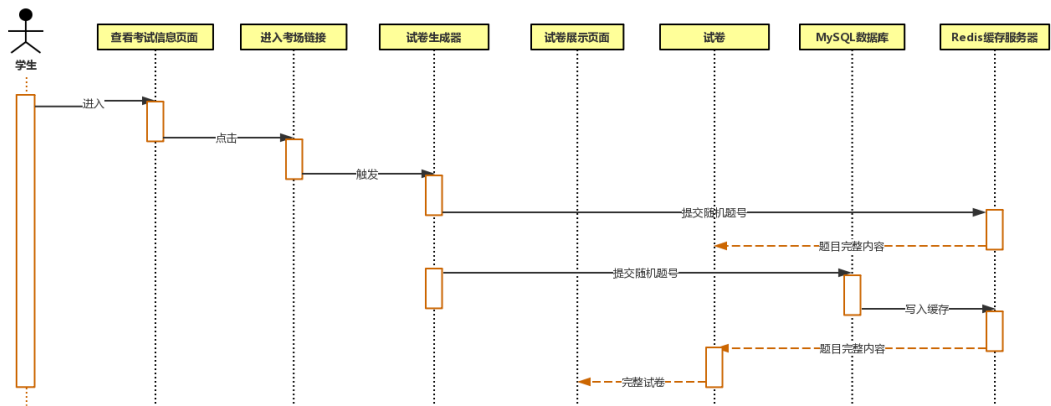 查看考试信息页面
进入考场链接
试卷生成器
试卷展示页面
试卷
MySQL数据库
Redis缓存服务器
学生
进入
点击
触发
提交随机题号
题目完整内容
提交随机题号
写入缓存
题目完整内容
完整试卷